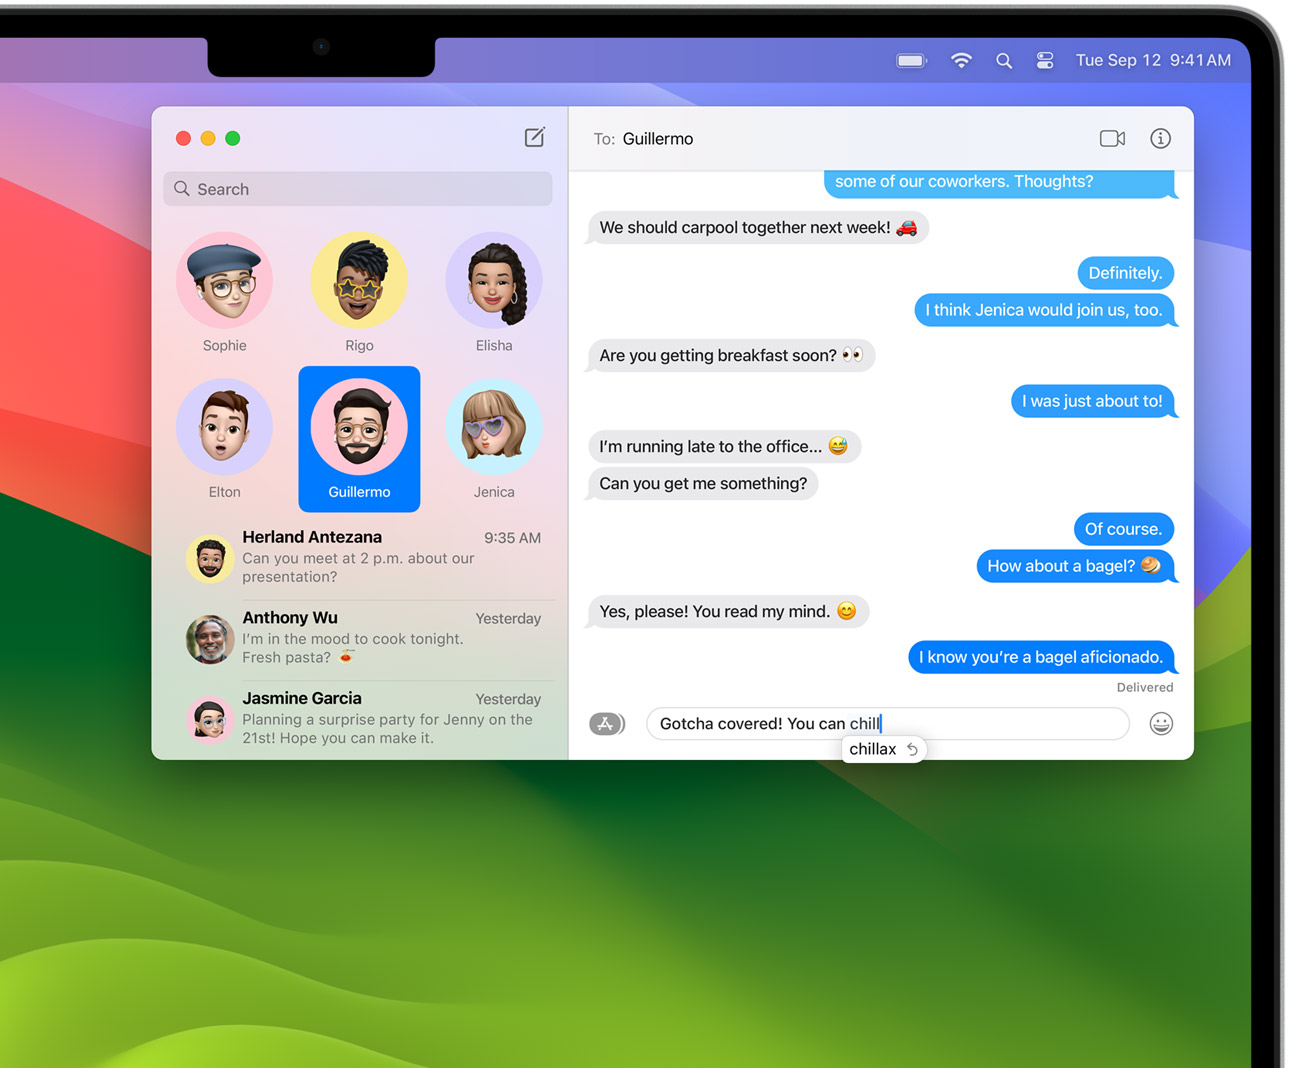 Tue Sep 12 9:41 AM
Search
Sophie
Rigo
Elisha
Elton
Guillermo
Jenica
Herland Antezana 9:35 AM
Can you meet at 2 p.m. about our
presentation?
Anthony Wu Yesterday
I'm in the mood to cook tonight.
Fresh pasta? 🍝
Jasmine Garcia Yesterday
Planning a surprise party for Jenny on the
21st! Hope you can make it.
To: Guillermo
some of our coworkers. Thoughts?
We should carpool together next week! 🚗
Definitely.
I think Jenica would join us, too.
Are you getting breakfast soon? 👀
I was just about to!
I'm running late to the office... 😅
Can you get me something?
Of course.
How about a bagel? 🥯
Yes, please! You read my mind. 😊
I know you're a bagel aficionado.
Delivered
Gotcha covered! You can chill
chillax